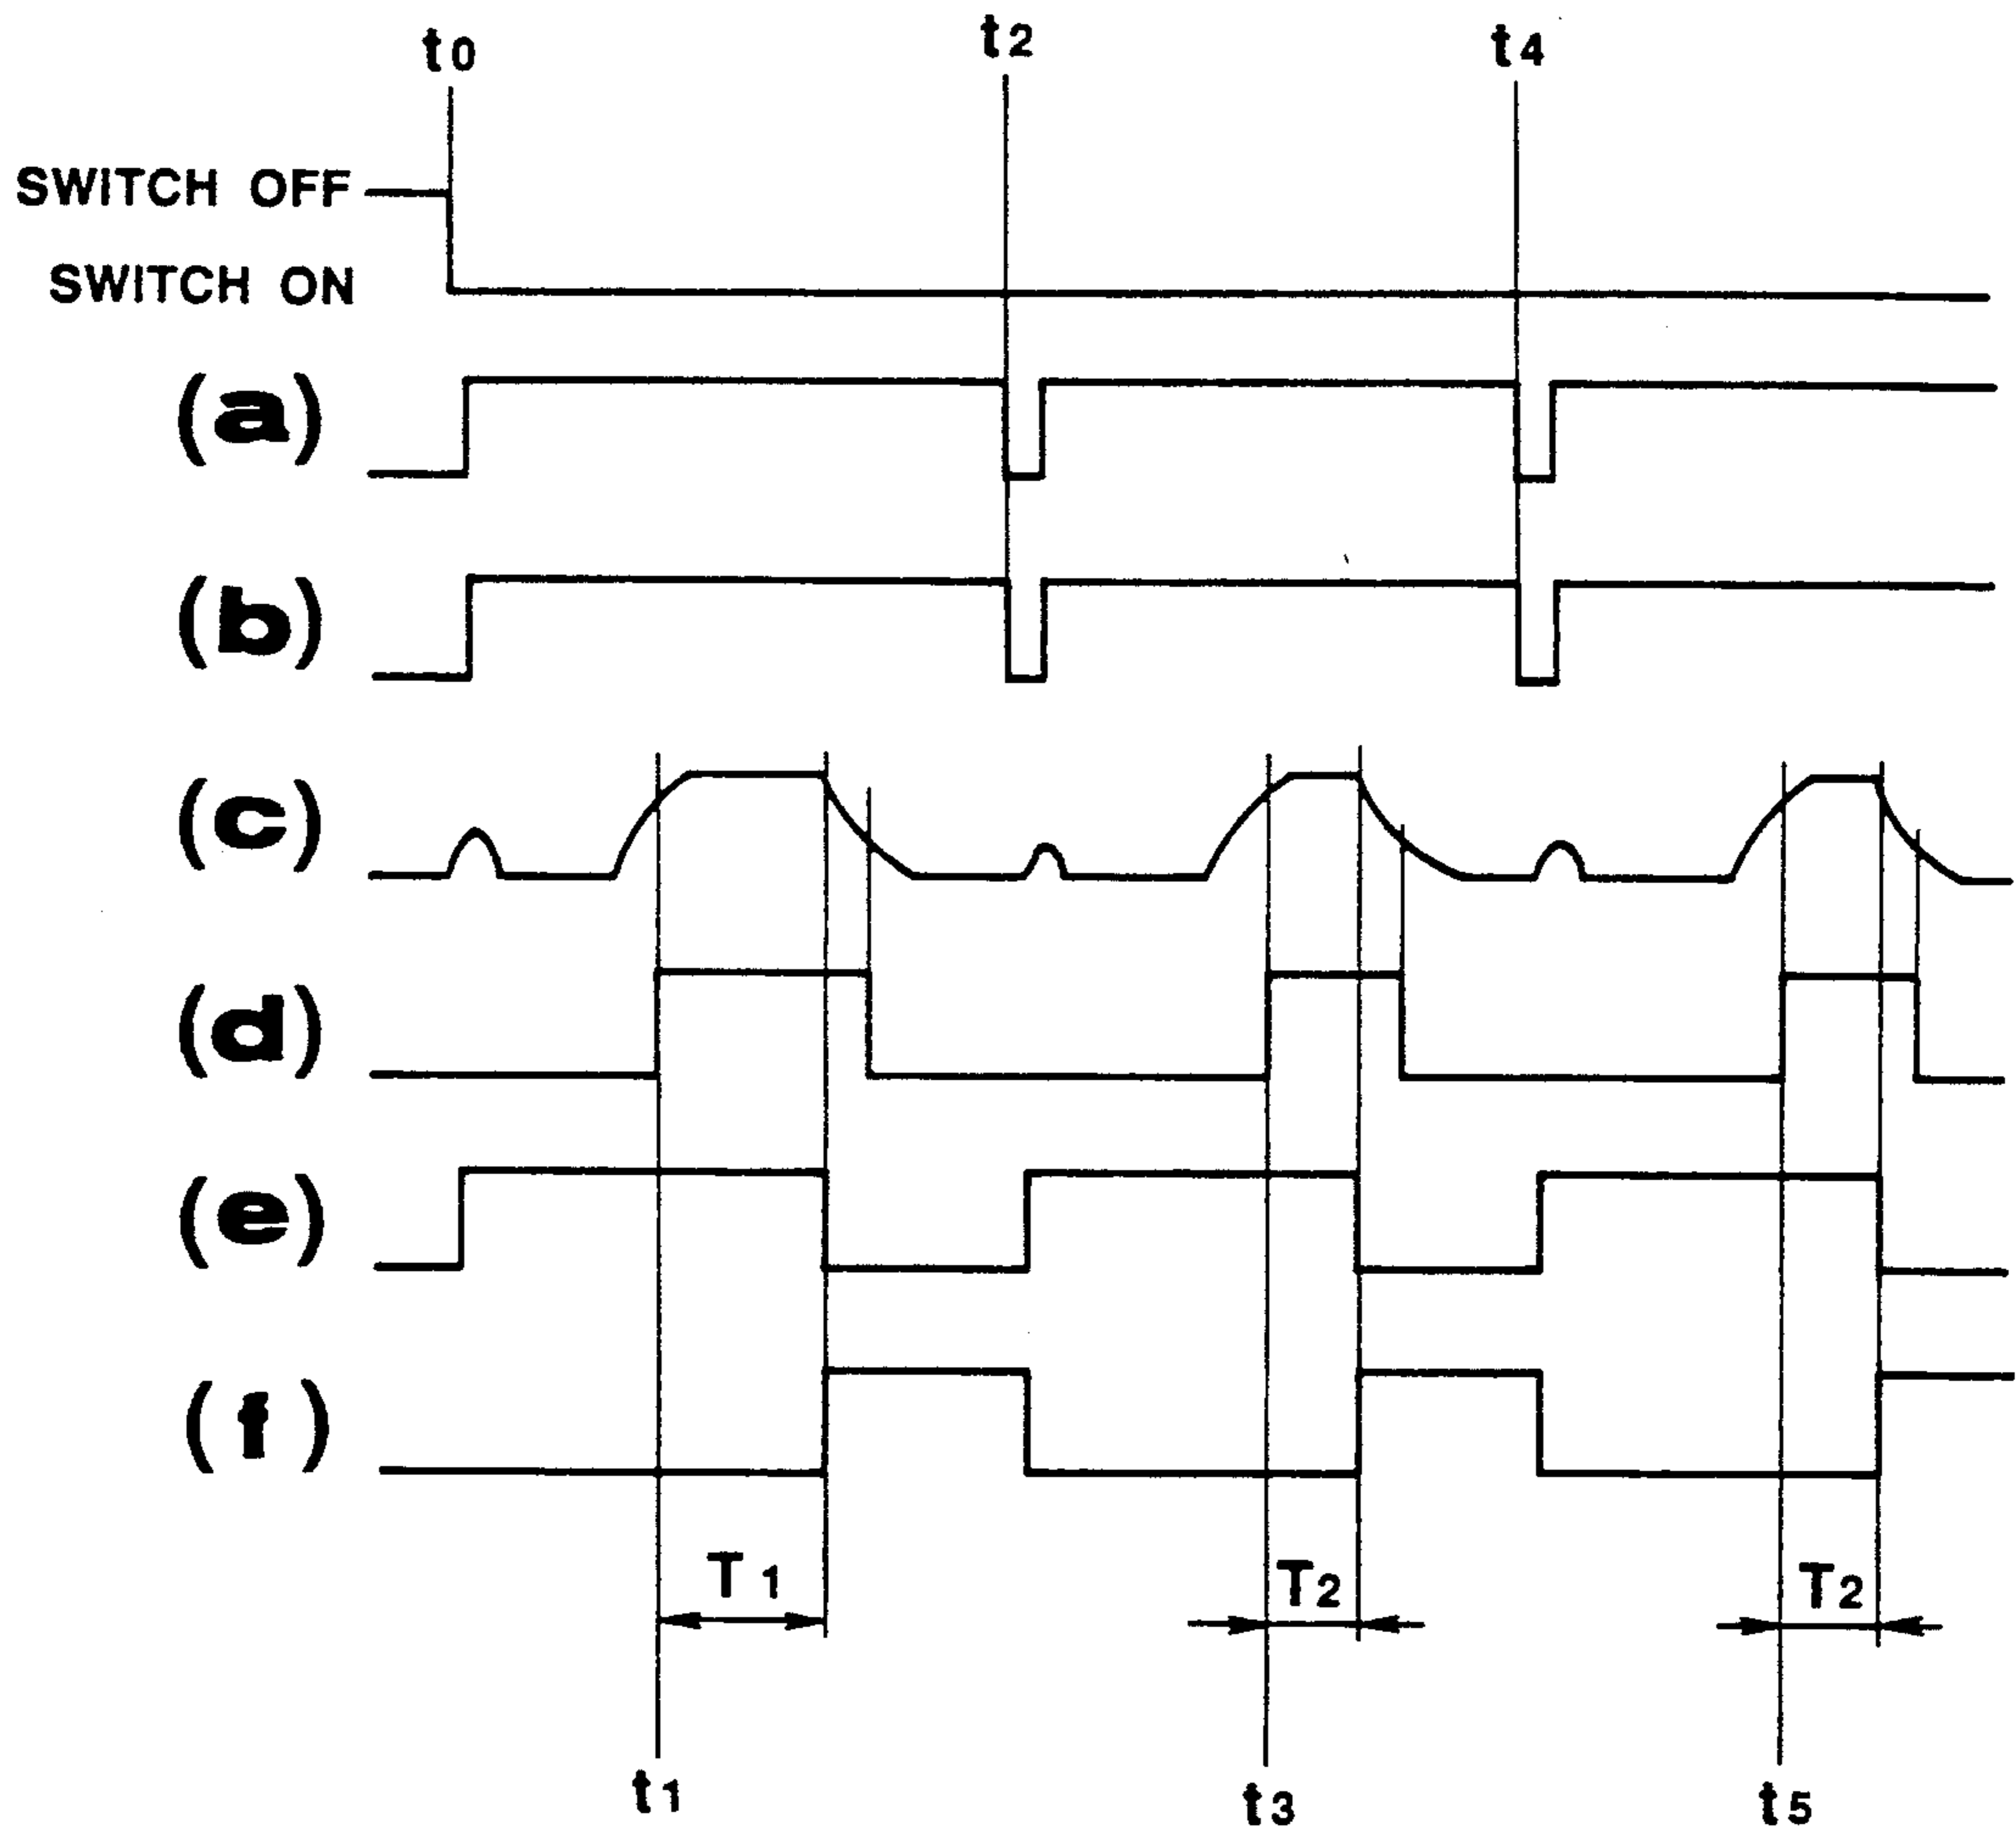 t0 t2 t4
SWITCH OFF
SWITCH ON
(a)
(b)
(c)
(d)
(e)
(f)
T1 T2 T2
t1 t3 t5